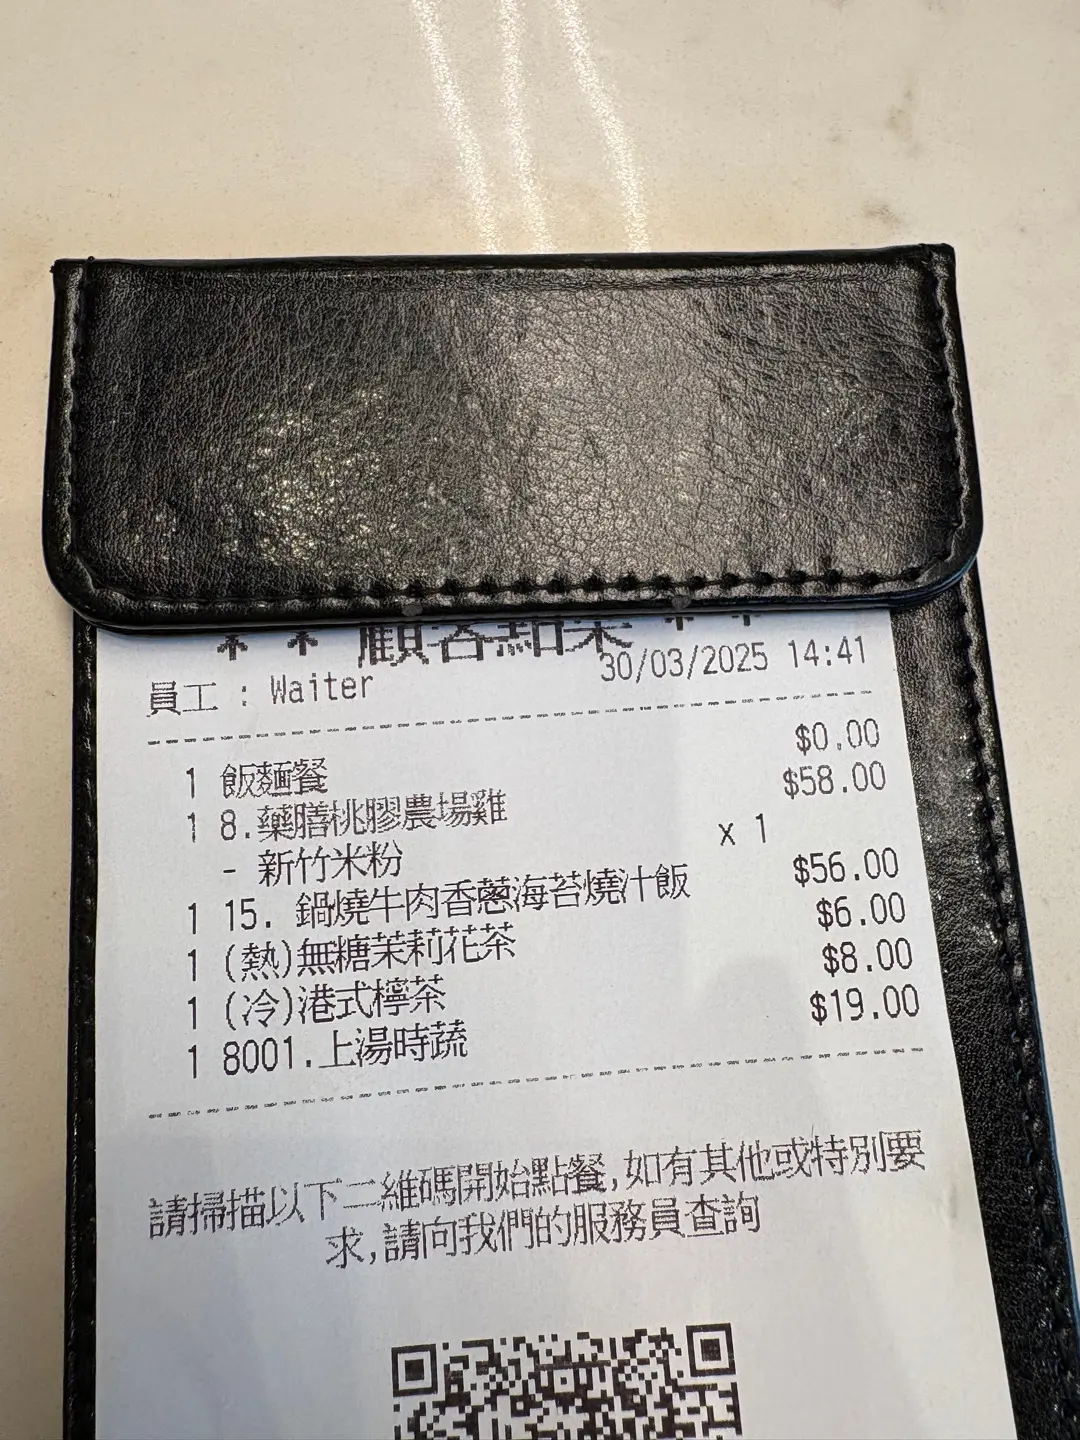 * * 顧客點菜 * *
員工 : Waiter 30/03/2025 14:41
1 飯麵餐 $0.00
1 8.藥膳桃膠農場雞 $58.00
- 新竹米粉 x 1
1 15. 鍋燒牛肉香蔥海苔燒汁飯 $56.00
1 (熱)無糖茉莉花茶 $6.00
1 (冷)港式檸茶 $8.00
1 8001.上湯時蔬 $19.00
請掃描以下二維碼開始點餐,如有其他或特別要
求,請向我們的服務員查詢